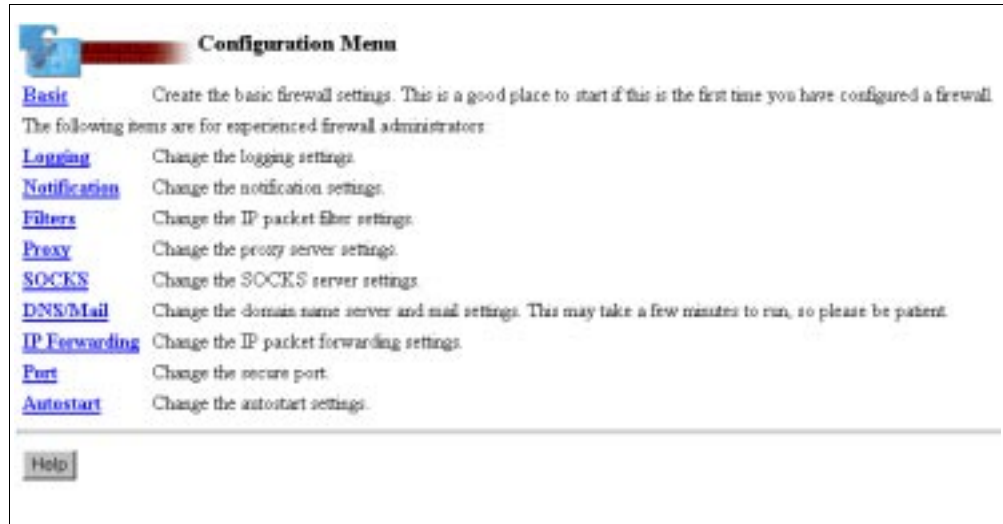 Configuration Menu
Basic Create the basic firewall settings. This is a good place to start if this is the first time you have configured a firewall.
The following items are for experienced firewall administrators:
Logging Change the logging settings.
Notification Change the notification settings.
Filters Change the IP packet filter settings.
Proxy Change the proxy server settings.
SOCKS Change the SOCKS server settings.
DNS/Mail Change the domain name server and mail settings. This may take a few minutes to run, so please be patient.
IP Forwarding Change the IP packet forwarding settings.
Port Change the secure port.
Autostart Change the autostart settings.
Help